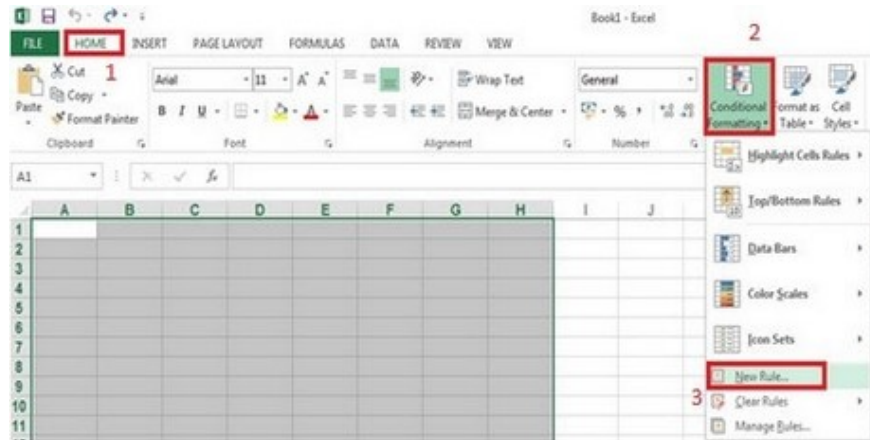 Book1 - Excel
2
FILE HOME INSERT PAGE LAYOUT FORMULAS DATA REVIEW VIEW
1
Cut
Copy
Format Painter
Paste
Arial 11 A A
B I U A
Wrap Text
Merge & Center
General
% ,
Conditional Formatting
Format as Table
Cell Styles
Clipboard Font Alignment Number
A1 fx
A B C D E F G H I J
1
2
3
4
5
6
7
8
9
10
11
Highlight Cells Rules
Top/Bottom Rules
Data Bars
Color Scales
Icon Sets
New Rule...
3
Clear Rules
Manage Rules...